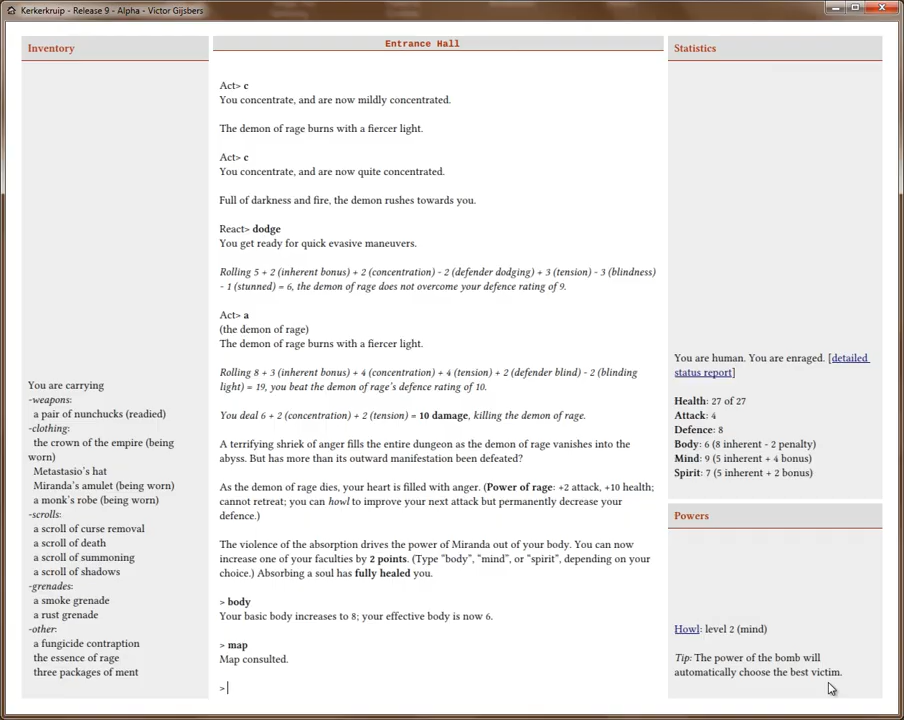 Kerkerkruip - Release 9 - Alpha - Victor Gijsbers
Inventory
You are carrying
-weapons:
a pair of nunchucks (readied)
-clothing:
the crown of the empire (being
worn)
Metastasio's hat
Miranda's amulet (being worn)
a monk's robe (being worn)
-scrolls:
a scroll of curse removal
a scroll of death
a scroll of summoning
a scroll of shadows
-grenades:
a smoke grenade
a rust grenade
-other:
a fungicide contraption
the essence of rage
three packages of ment
Entrance Hall
Act> c
You concentrate, and are now mildly concentrated.
The demon of rage burns with a fiercer light.
Act> c
You concentrate, and are now quite concentrated.
Full of darkness and fire, the demon rushes towards you.
React> dodge
You get ready for quick evasive maneuvers.
Rolling 5 + 2 (inherent bonus) + 2 (concentration) - 2 (defender dodging) + 3 (tension) - 3 (blindness)
- 1 (stunned) = 6, the demon of rage does not overcome your defence rating of 9.
Act> a
(the demon of rage)
The demon of rage burns with a fiercer light.
Rolling 8 + 3 (inherent bonus) + 4 (concentration) + 4 (tension) + 2 (defender blind) - 2 (blinding
light) = 19, you beat the demon of rage's defence rating of 10.
You deal 6 + 2 (concentration) + 2 (tension) = 10 damage, killing the demon of rage.
A terrifying shriek of anger fills the entire dungeon as the demon of rage vanishes into the
abyss. But has more than its outward manifestation been defeated?
As the demon of rage dies, your heart is filled with anger. (Power of rage: +2 attack, +10 health;
cannot retreat; you can howl to improve your next attack but permanently decrease your
defence.)
The violence of the absorption drives the power of Miranda out of your body. You can now
increase one of your faculties by 2 points. (Type "body", "mind", or "spirit", depending on your
choice.) Absorbing a soul has fully healed you.
> body
Your basic body increases to 8; your effective body is now 6.
> map
Map consulted.
>
Statistics
You are human. You are enraged. [detailed
status report]
Health: 27 of 27
Attack: 4
Defence: 8
Body: 6 (8 inherent - 2 penalty)
Mind: 9 (5 inherent + 4 bonus)
Spirit: 7 (5 inherent + 2 bonus)
Powers
Howl: level 2 (mind)
Tip: The power of the bomb will
automatically choose the best victim.